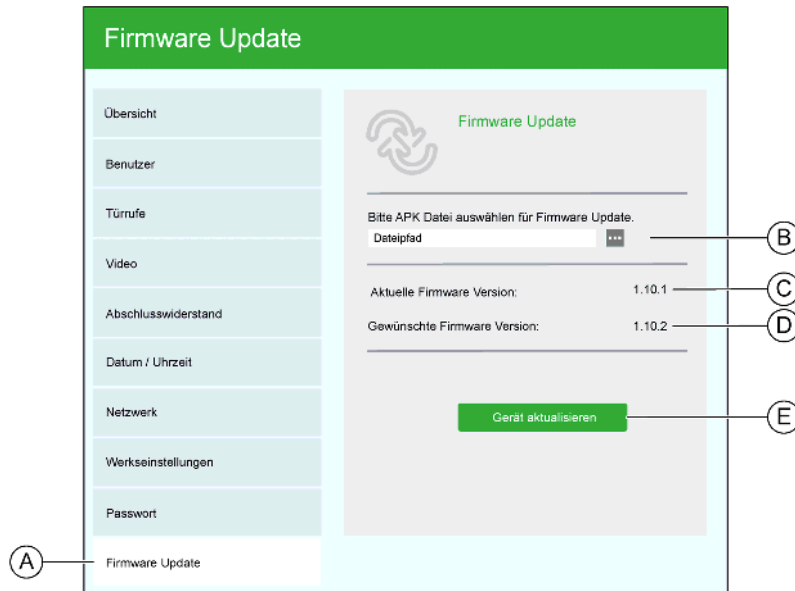 Firmware Update
Übersicht
Benutzer
Türrufe
Video
Abschlusswiderstand
Datum / Uhrzeit
Netzwerk
Werkseinstellungen
Passwort
Firmware Update
A
Firmware Update
Bitte APK Datei auswählen für Firmware Update.
Dateipfad
B
Aktuelle Firmware Version: 1.10.1
C
Gewünschte Firmware Version: 1.10.2
D
Gerät aktualisieren
E